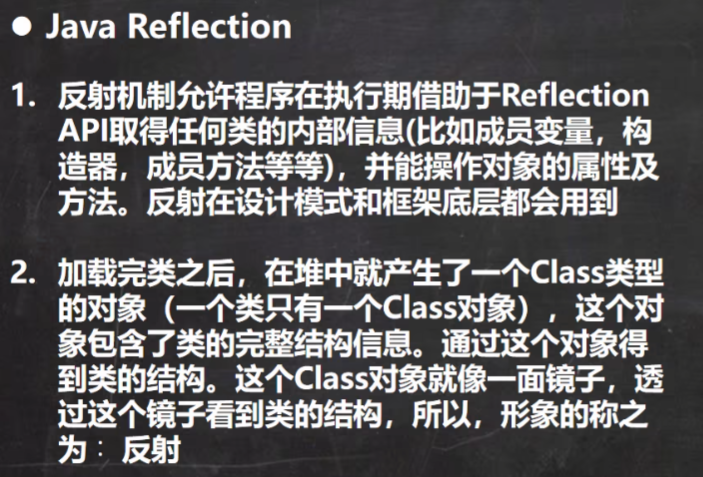 ● Java Reflection
1. 反射机制允许程序在执行期借助于Reflection
API取得任何类的内部信息(比如成员变量，构
造器，成员方法等等)，并能操作对象的属性及
方法。反射在设计模式和框架底层都会用到
2. 加载完类之后，在堆中就产生了一个Class类型
的对象（一个类只有一个Class对象），这个对
象包含了类的完整结构信息。通过这个对象得
到类的结构。这个Class对象就像一面镜子，透
过这个镜子看到类的结构，所以，形象的称之
为：反射